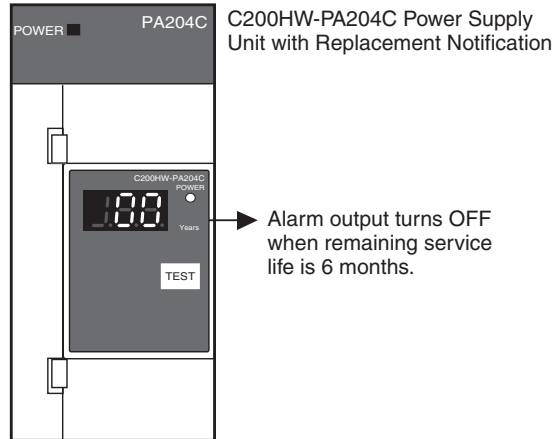 POWER
PA204C
C200HW-PA204C Power Supply
Unit with Replacement Notification
C200HW-PA204C
POWER
00
Years
TEST
Alarm output turns OFF
when remaining service
life is 6 months.